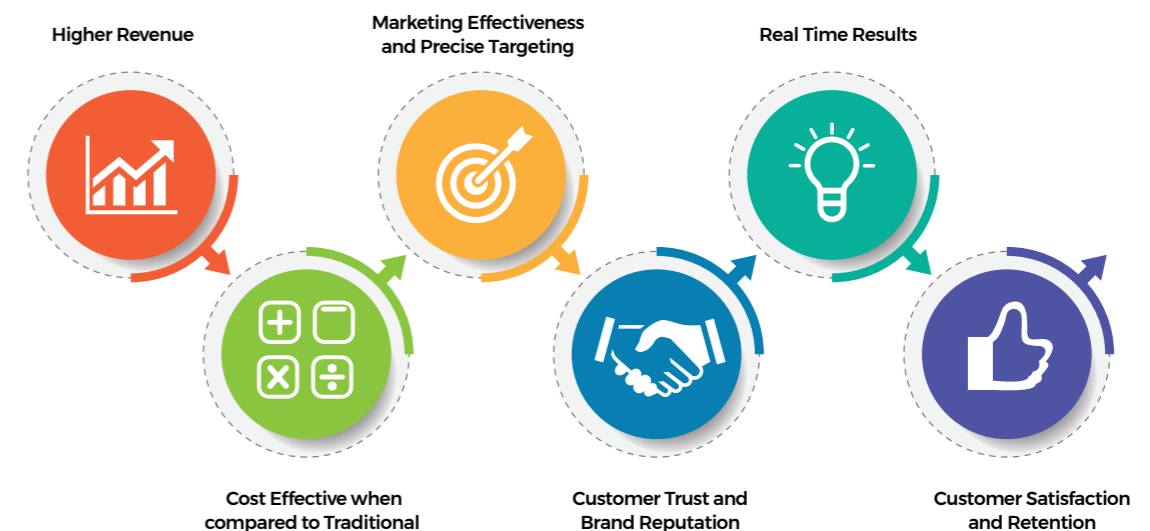 Higher Revenue
Cost Effective when
compared to Traditional
Marketing Effectiveness
and Precise Targeting
Customer Trust and
Brand Reputation
Real Time Results
Customer Satisfaction
and Retention